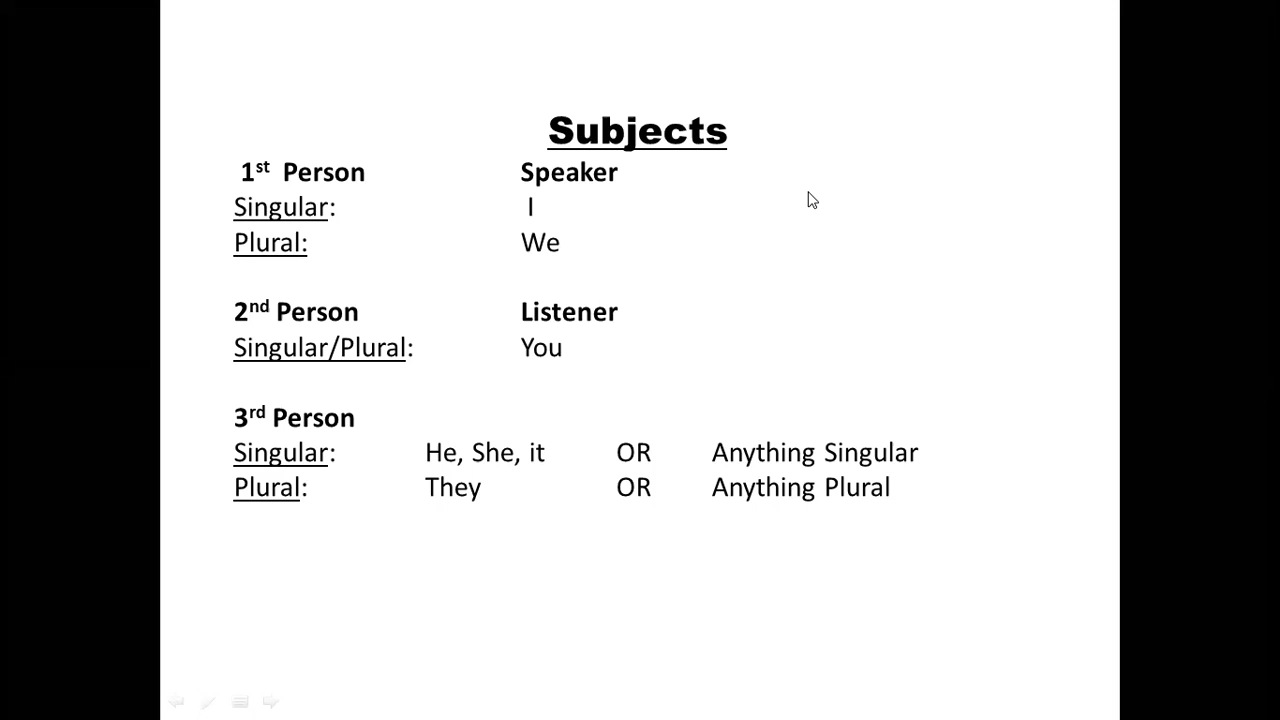 Subjects
1st Person Speaker
Singular: I
Plural: We
2nd Person Listener
Singular/Plural: You
3rd Person
Singular: He, She, it OR Anything Singular
Plural: They OR Anything Plural